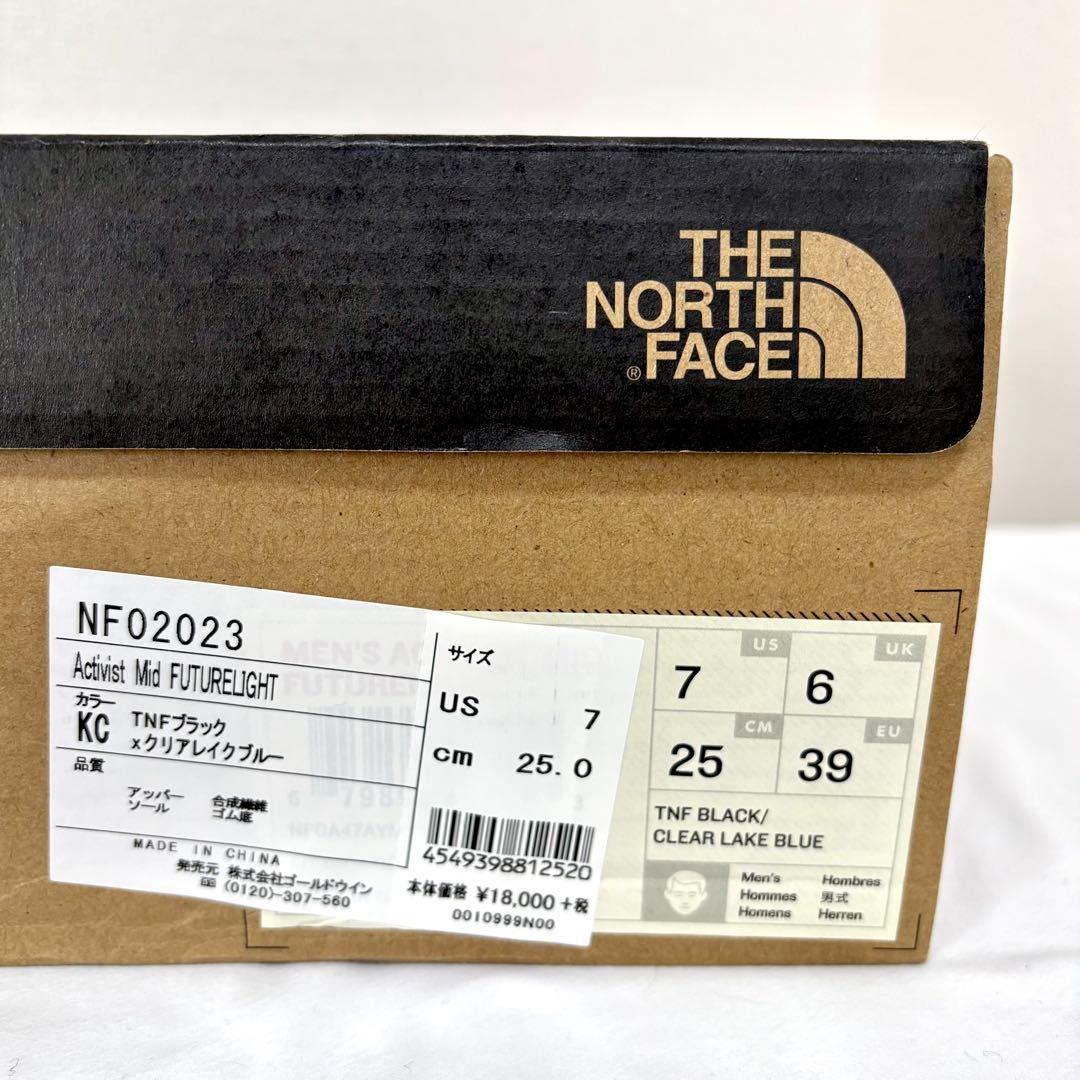 THE
NORTH
FACE
®
NF02023
Activist Mid FUTURELIGHT
カラー
KC TNFブラック
xクリアレイクブルー
品質
アッパー 合成繊維
ソール ゴム底
MADE IN CHINA
発売元 株式会社ゴールドウイン
(0120)-307-560
サイズ
US 7
cm 25.0
4549398812520
本体価格 ¥18,000+税
0010999N00
MEN'S
US
7
UK
6
CM
25
EU
39
TNF BLACK/
CLEAR LAKE BLUE
Men's Hombres
Hommes 男式
Homens Herren